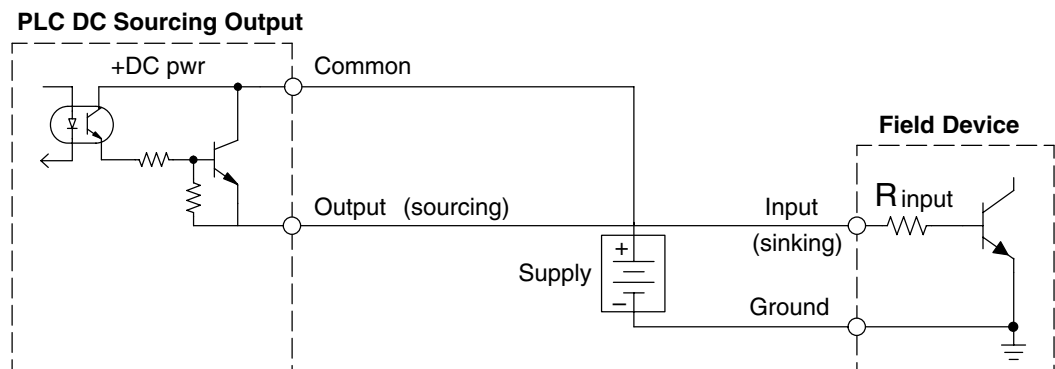 PLC DC Sourcing Output
+DC pwr
Common
Field Device
Output (sourcing)
Input
(sinking)
R input
+
Supply
−
Ground